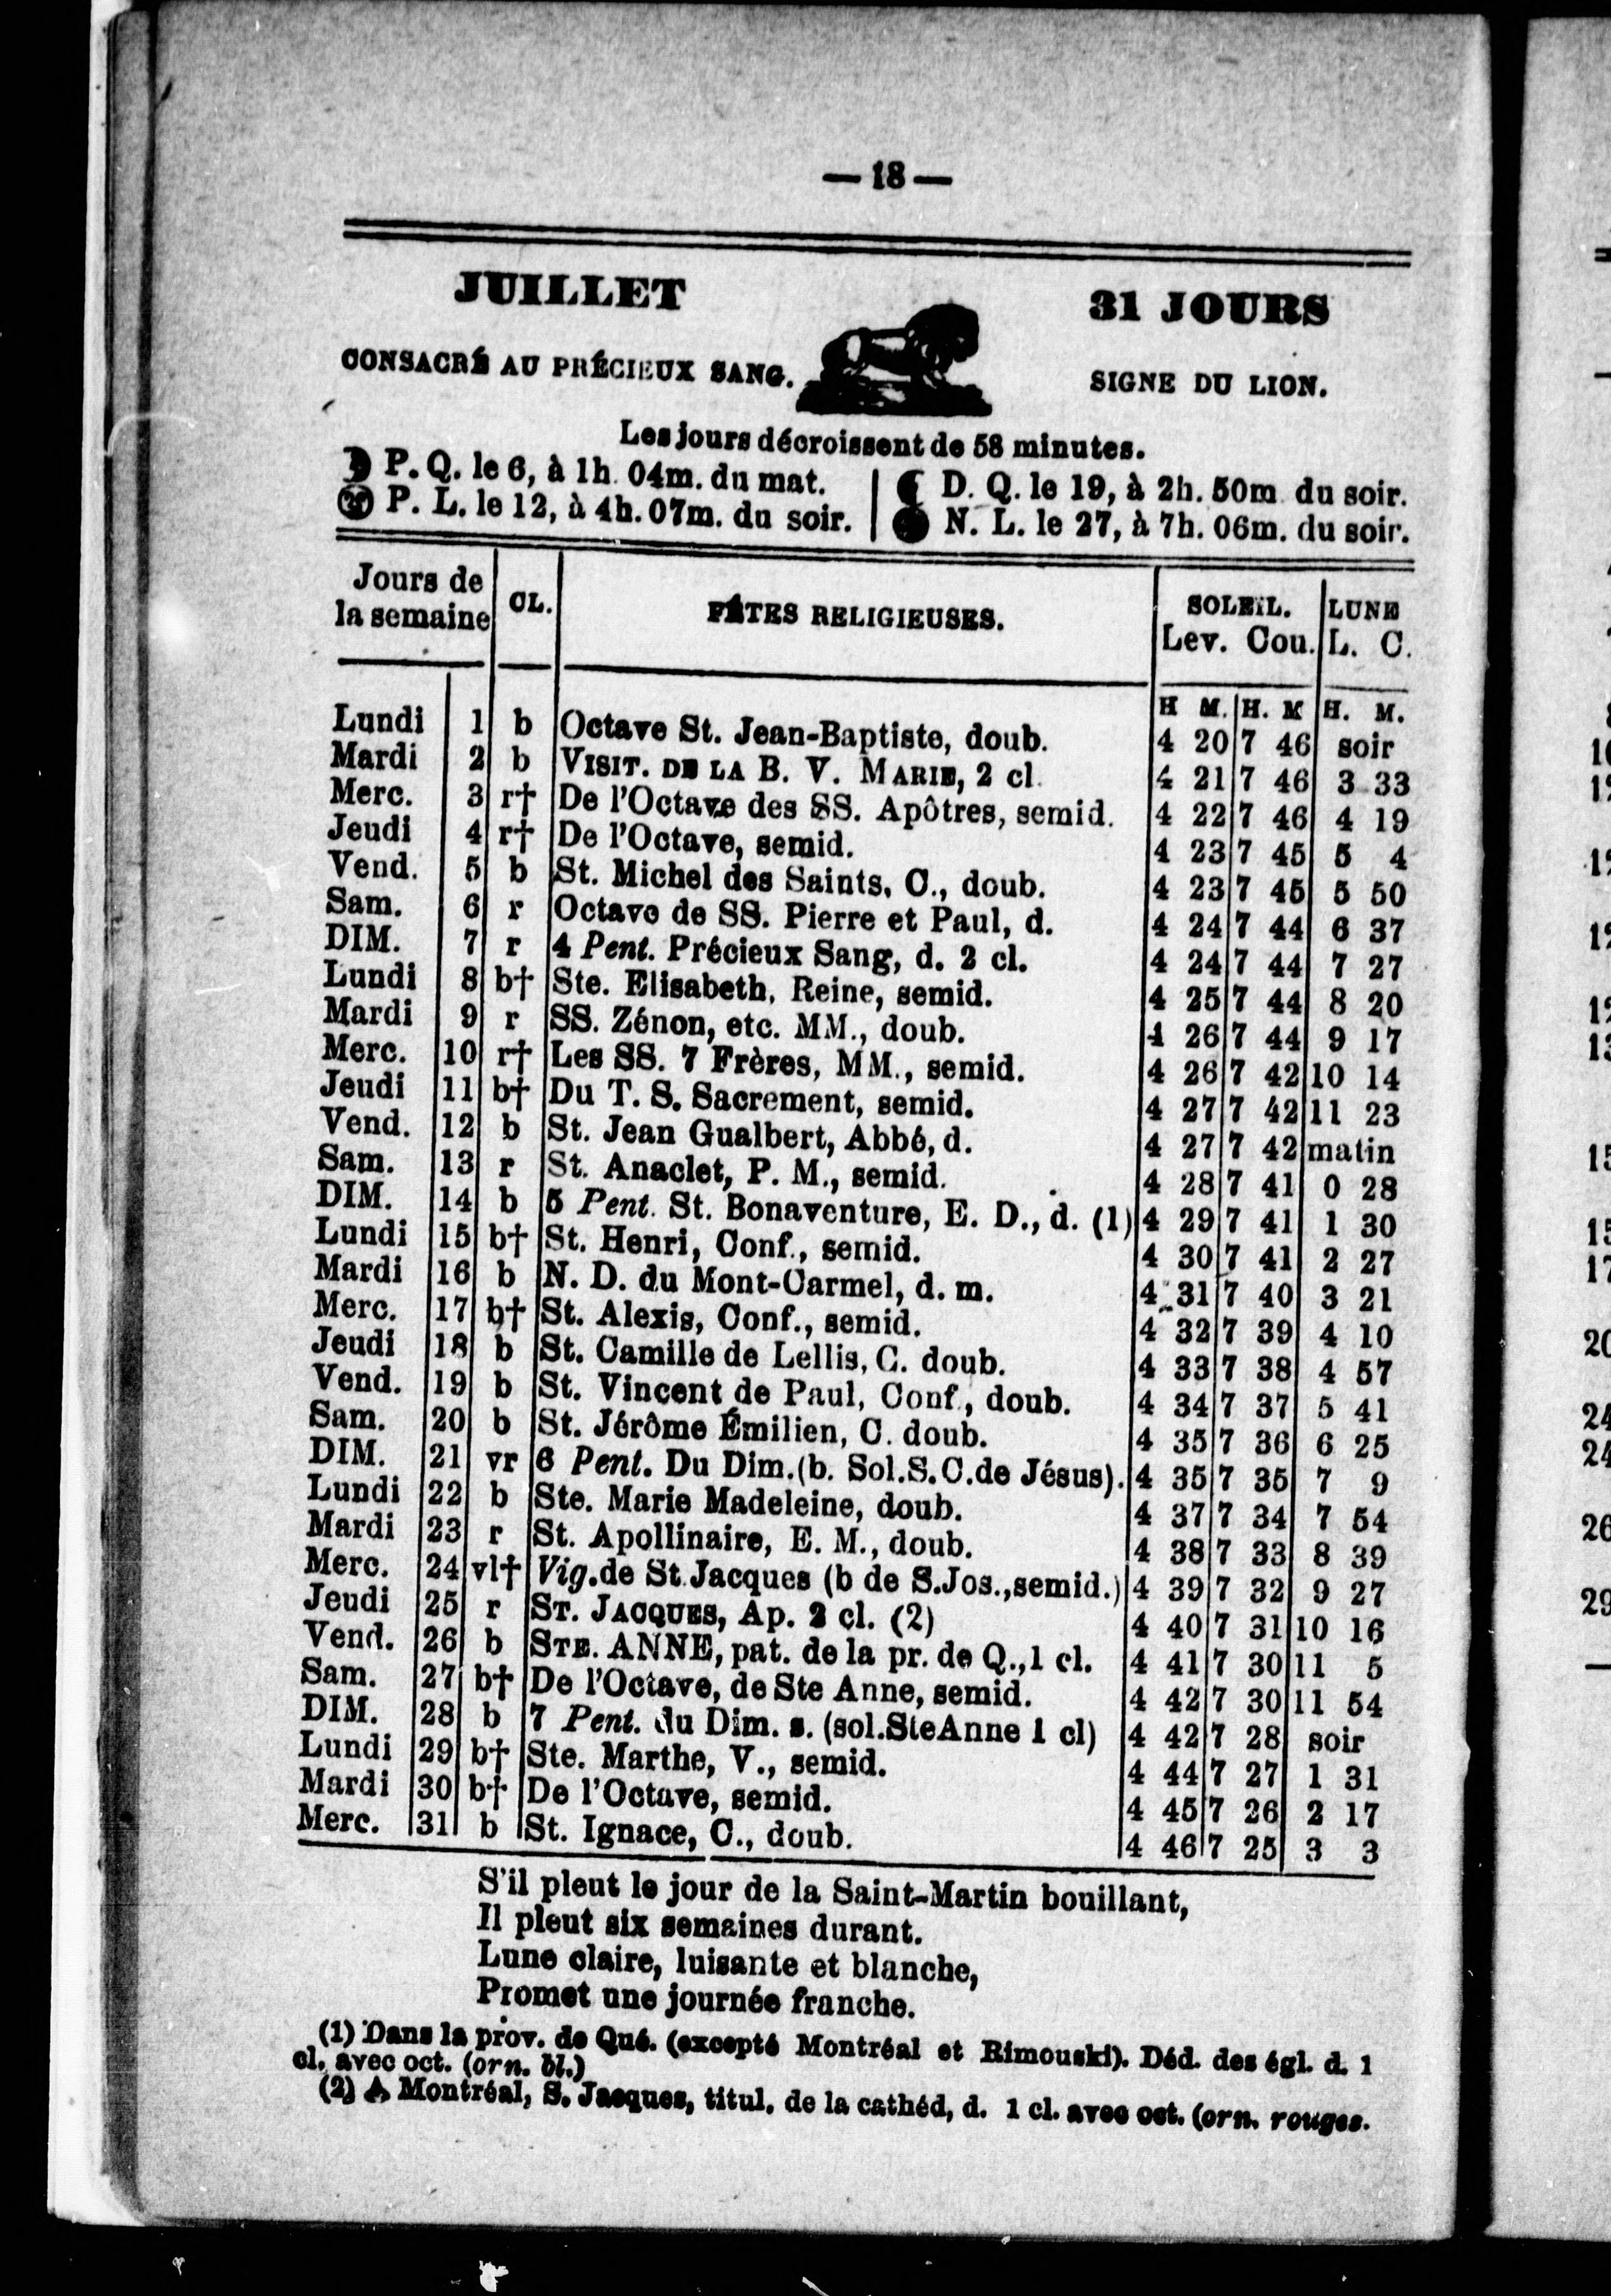 — 18 —
JUILLET
31 JOURS
CONSACRÉ AU PRÉCIEUX SANG.
SIGNE DU LION.
Les jours décroissent de 58 minutes.
P. Q. le 6, à 1h. 04m. du mat.
D. Q. le 19, à 2h. 50m du soir.
P. L. le 12, à 4h. 07m. du soir.
N. L. le 27, à 7h. 06m. du soir.
Jours de la semaine CL. FÊTES RELIGIEUSES. SOLEIL. LUNE
Lev. Cou. L. C.
H M. H. M H. M.
Lundi 1 b Octave St. Jean-Baptiste, doub. 4 20 7 46 soir
Mardi 2 b VISIT. DE LA B. V. MARIE, 2 cl. 4 21 7 46 3 33
Merc. 3 r† De l'Octave des SS. Apôtres, semid. 4 22 7 46 4 19
Jeudi 4 r† De l'Octave, semid. 4 23 7 45 5 4
Vend. 5 b St. Michel des Saints, C., doub. 4 23 7 45 5 50
Sam. 6 r Octave de SS. Pierre et Paul, d. 4 24 7 44 6 37
DIM. 7 r 4 Pent. Précieux Sang, d. 2 cl. 4 24 7 44 7 27
Lundi 8 b† Ste. Elisabeth, Reine, semid. 4 25 7 44 8 20
Mardi 9 r SS. Zénon, etc. MM., doub. 4 26 7 44 9 17
Merc. 10 r† Les SS. 7 Frères, MM., semid. 4 26 7 42 10 14
Jeudi 11 b† Du T. S. Sacrement, semid. 4 27 7 42 11 23
Vend. 12 b St. Jean Gualbert, Abbé, d. 4 27 7 42 matin
Sam. 13 r St. Anaclet, P. M., semid. 4 28 7 41 0 28
DIM. 14 b 5 Pent. St. Bonaventure, E. D., d. (1) 4 29 7 41 1 30
Lundi 15 b† St. Henri, Conf., semid. 4 30 7 41 2 27
Mardi 16 b N. D. du Mont-Carmel, d. m. 4 31 7 40 3 21
Merc. 17 b† St. Alexis, Conf., semid. 4 32 7 39 4 10
Jeudi 18 b St. Camille de Lellis, C. doub. 4 33 7 38 4 57
Vend. 19 b St. Vincent de Paul, Conf., doub. 4 34 7 37 5 41
Sam. 20 b St. Jérôme Émilien, C. doub. 4 35 7 36 6 25
DIM. 21 vr 6 Pent. Du Dim. (b. Sol.S.C.de Jésus). 4 35 7 35 7 9
Lundi 22 b Ste. Marie Madeleine, doub. 4 37 7 34 7 54
Mardi 23 r St. Apollinaire, E. M., doub. 4 38 7 33 8 39
Merc. 24 vl† Vig.de St.Jacques (b de S.Jos.,semid.) 4 39 7 32 9 27
Jeudi 25 r ST. JACQUES, Ap. 2 cl. (2) 4 40 7 31 10 16
Vend. 26 b STE. ANNE, pat. de la pr. de Q.,1 cl. 4 41 7 30 11 5
Sam. 27 b† De l'Octave, de Ste Anne, semid. 4 42 7 30 11 54
DIM. 28 b 7 Pent. du Dim. s. (sol.SteAnne 1 cl) 4 42 7 28 soir
Lundi 29 b† Ste. Marthe, V., semid. 4 44 7 27 1 31
Mardi 30 b† De l'Octave, semid. 4 45 7 26 2 17
Merc. 31 b St. Ignace, C., doub. 4 46 7 25 3 3
S'il pleut le jour de la Saint-Martin bouillant,
Il pleut six semaines durant.
Lune claire, luisante et blanche,
Promet une journée franche.
(1) Dans la prov. de Qué. (excepté Montréal et Rimouski). Déd. des égl. d. 1
cl. avec oct. (orn. bl.)
(2) A Montréal, S. Jacques, titul. de la cathéd, d. 1 cl. avec oct. (orn. rouges.